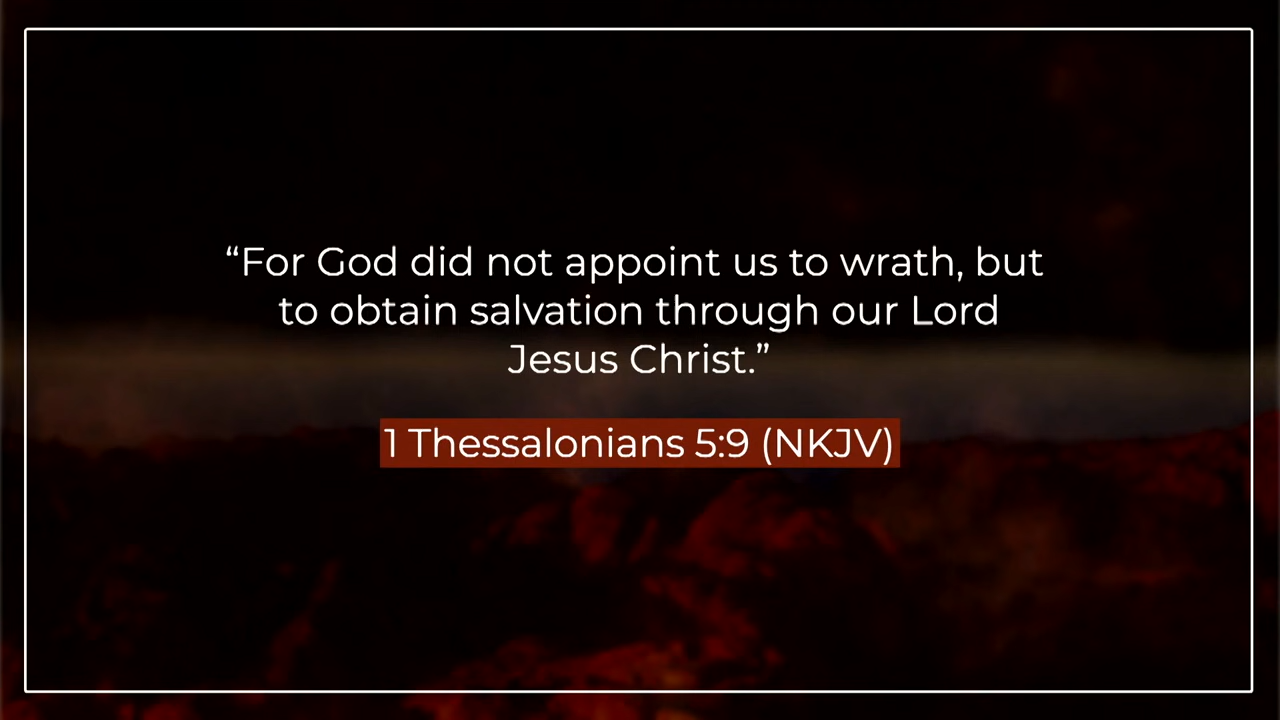 “For God did not appoint us to wrath, but
to obtain salvation through our Lord
Jesus Christ.”
1 Thessalonians 5:9 (NKJV)